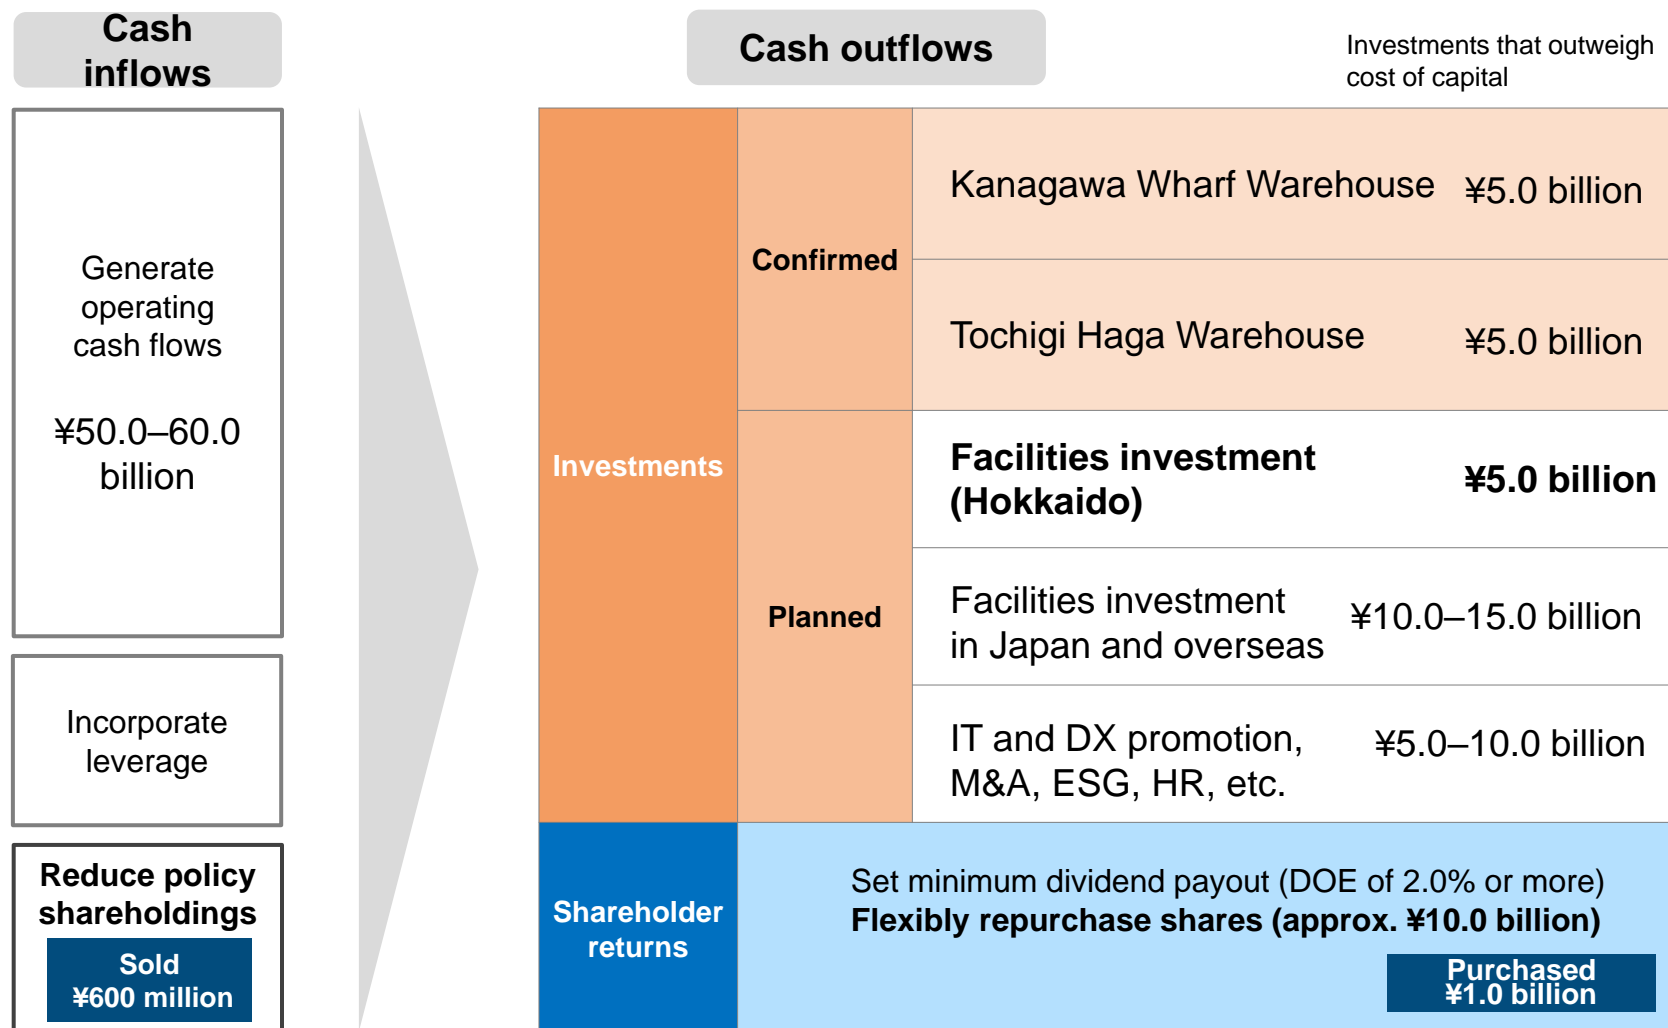 Cash
inflows
Cash outflows
Investments that outweigh
cost of capital
Generate
operating
cash flows
¥50.0–60.0
billion
Incorporate
leverage
Reduce policy
shareholdings
Sold
¥600 million
Investments
Confirmed
Kanagawa Wharf Warehouse ¥5.0 billion
Tochigi Haga Warehouse ¥5.0 billion
Planned
Facilities investment
(Hokkaido)
¥5.0 billion
Facilities investment
in Japan and overseas
¥10.0–15.0 billion
IT and DX promotion,
M&A, ESG, HR, etc.
¥5.0–10.0 billion
Shareholder
returns
Set minimum dividend payout (DOE of 2.0% or more)
Flexibly repurchase shares (approx. ¥10.0 billion)
Purchased
¥1.0 billion